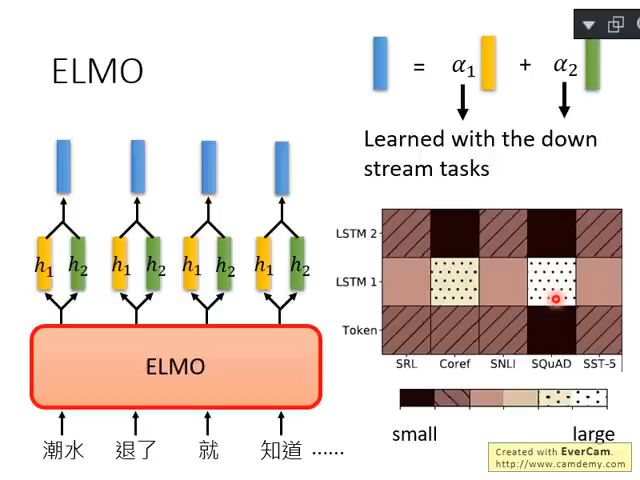 ELMO
= α1 + α2
Learned with the down
stream tasks
h1 h2 h1 h2 h1 h2 h1 h2
ELMO
潮水 退了 就 知道 ......
LSTM 2
LSTM 1
Token
SRL Coref SNLI SQuAD SST-5
small large
Created with EverCam.
http://www.camdemy.com